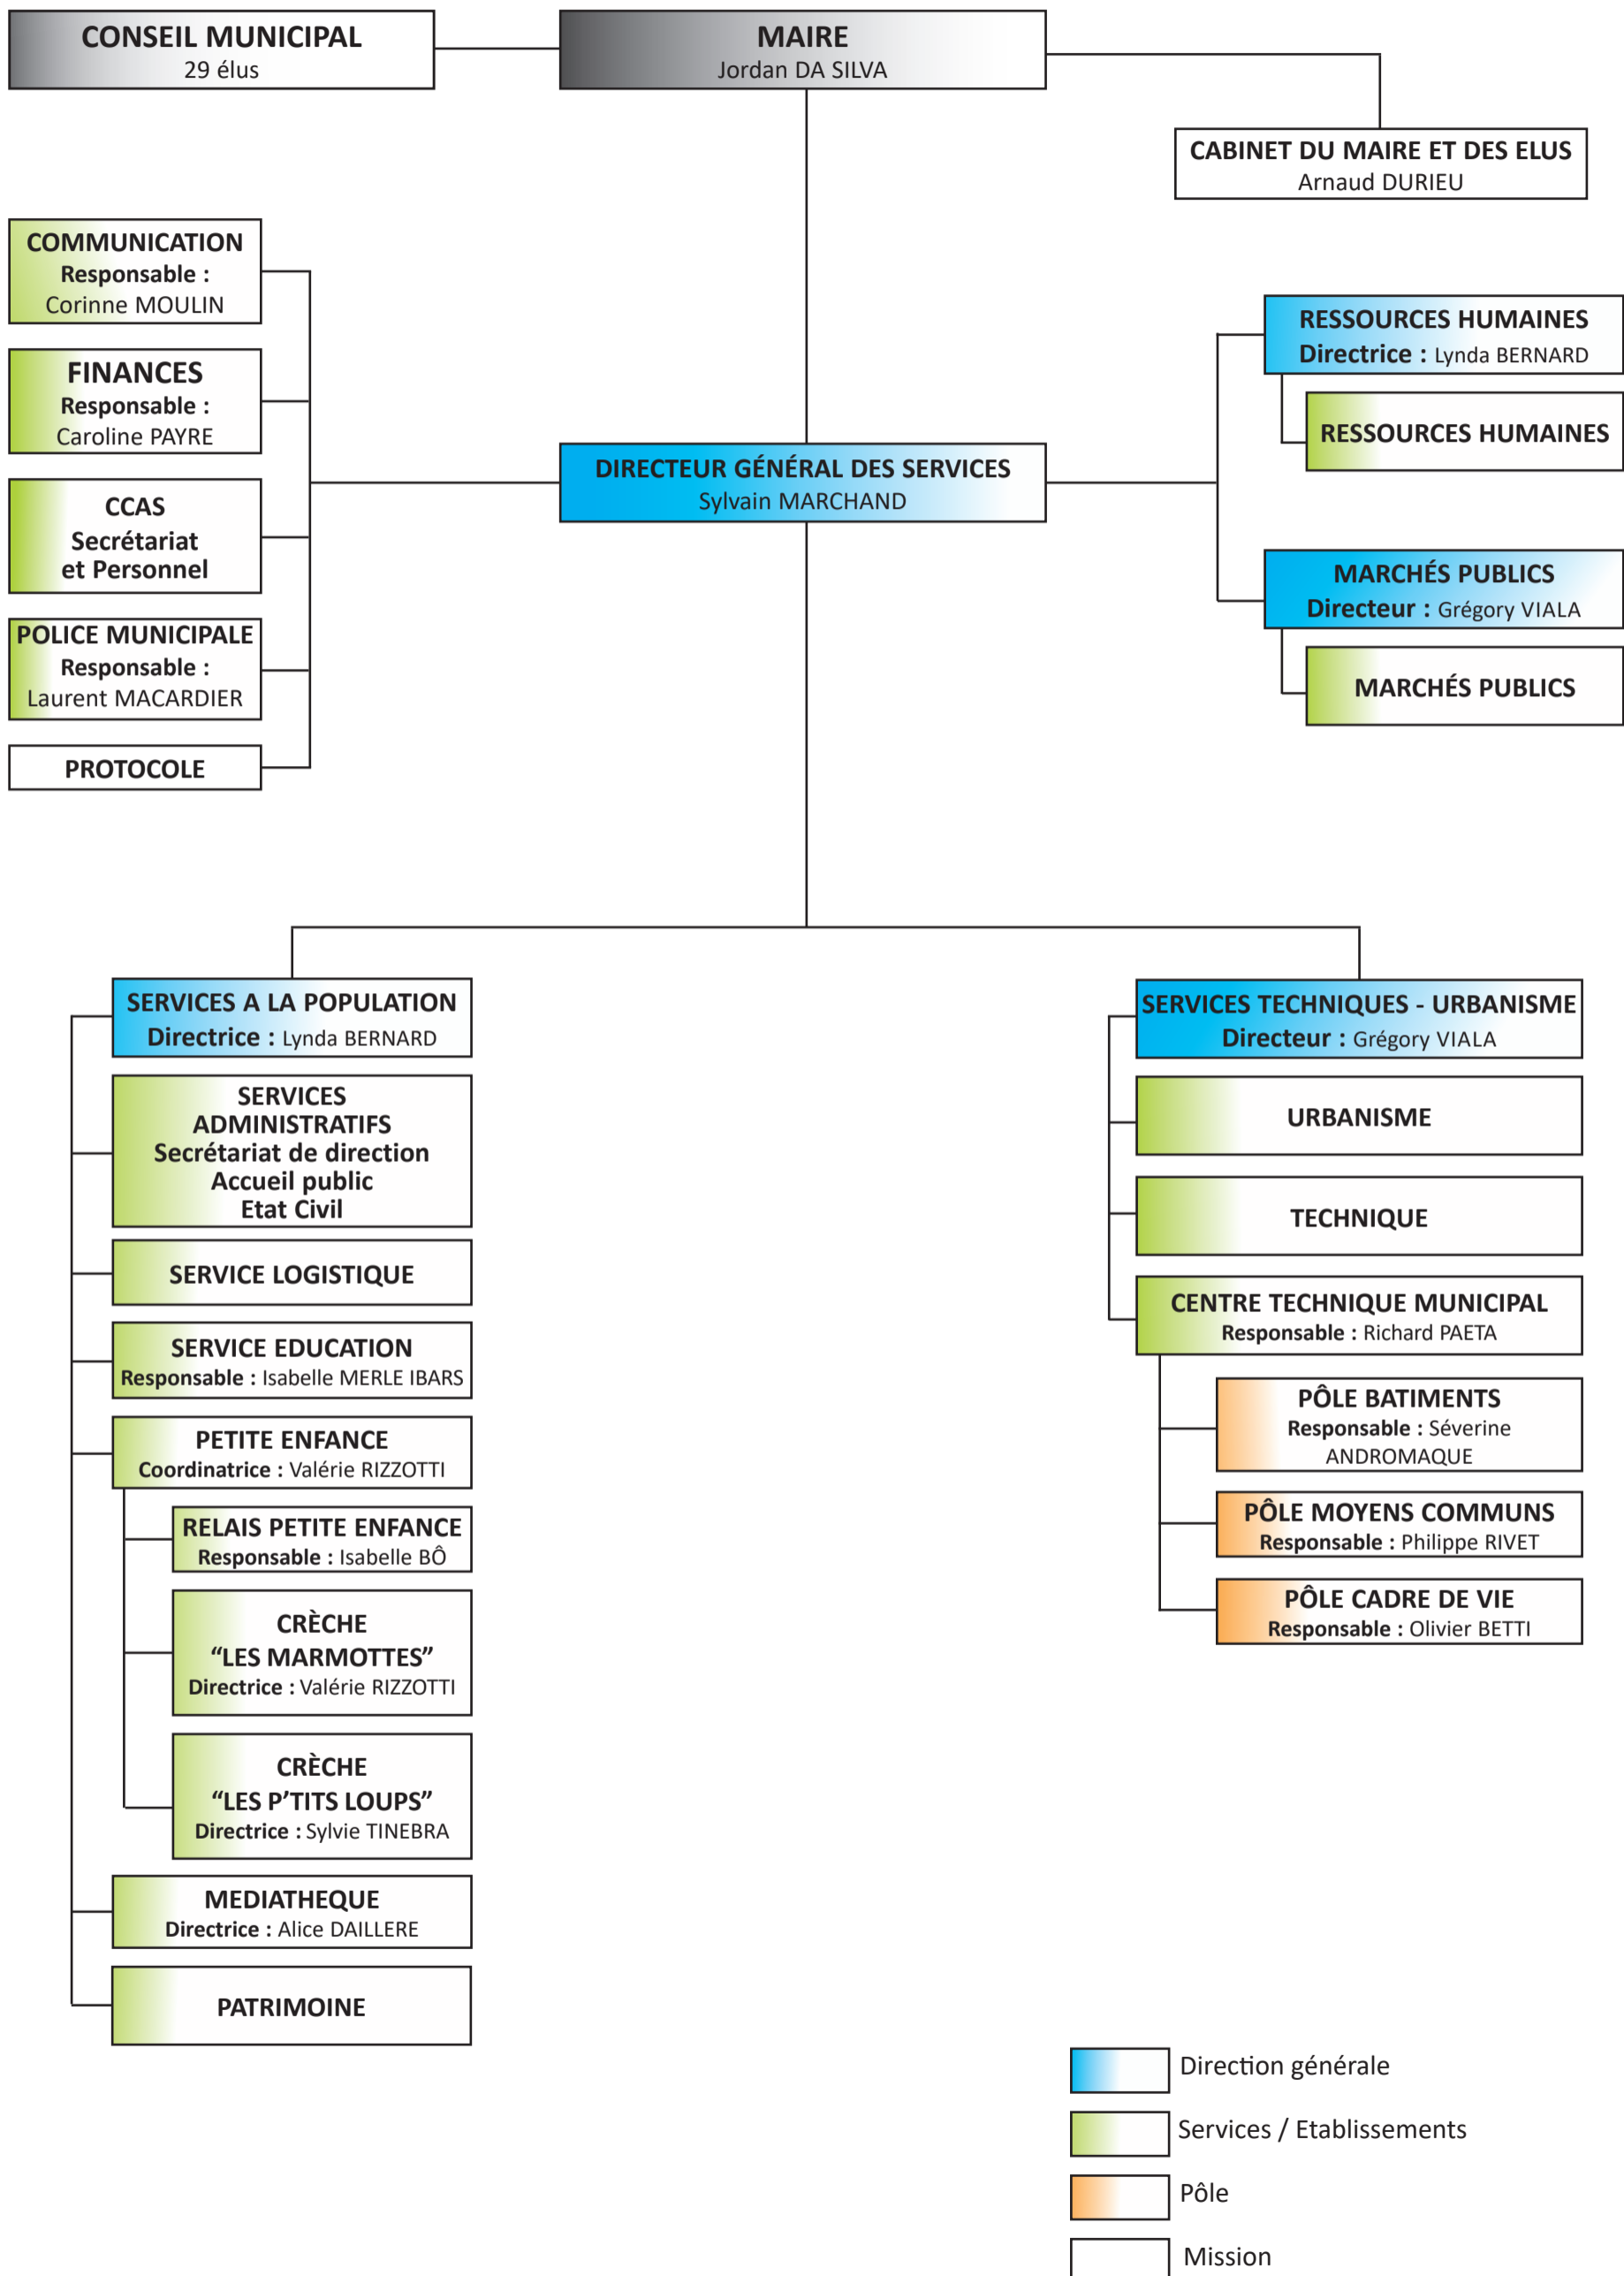 CONSEIL MUNICIPAL
29 élus
MAIRE
Jordan DA SILVA
CABINET DU MAIRE ET DES ELUS
Arnaud DURIEU
COMMUNICATION
Responsable :
Corinne MOULIN
FINANCES
Responsable :
Caroline PAYRE
CCAS
Secrétariat
et Personnel
POLICE MUNICIPALE
Responsable :
Laurent MACARDIER
PROTOCOLE
DIRECTEUR GÉNÉRAL DES SERVICES
Sylvain MARCHAND
RESSOURCES HUMAINES
Directrice : Lynda BERNARD
RESSOURCES HUMAINES
MARCHÉS PUBLICS
Directeur : Grégory VIALA
MARCHÉS PUBLICS
SERVICES A LA POPULATION
Directrice : Lynda BERNARD
SERVICES
ADMINISTRATIFS
Secrétariat de direction
Accueil public
Etat Civil
SERVICE LOGISTIQUE
SERVICE EDUCATION
Responsable : Isabelle MERLE IBARS
PETITE ENFANCE
Coordinatrice : Valérie RIZZOTTI
RELAIS PETITE ENFANCE
Responsable : Isabelle BÔ
CRÈCHE
“LES MARMOTTES”
Directrice : Valérie RIZZOTTI
CRÈCHE
“LES P’TITS LOUPS”
Directrice : Sylvie TINEBRA
MEDIATHEQUE
Directrice : Alice DAILLERE
PATRIMOINE
SERVICES TECHNIQUES - URBANISME
Directeur : Grégory VIALA
URBANISME
TECHNIQUE
CENTRE TECHNIQUE MUNICIPAL
Responsable : Richard PAETA
PÔLE BATIMENTS
Responsable : Séverine
ANDROMAQUE
PÔLE MOYENS COMMUNS
Responsable : Philippe RIVET
PÔLE CADRE DE VIE
Responsable : Olivier BETTI
Direction générale
Services / Etablissements
Pôle
Mission